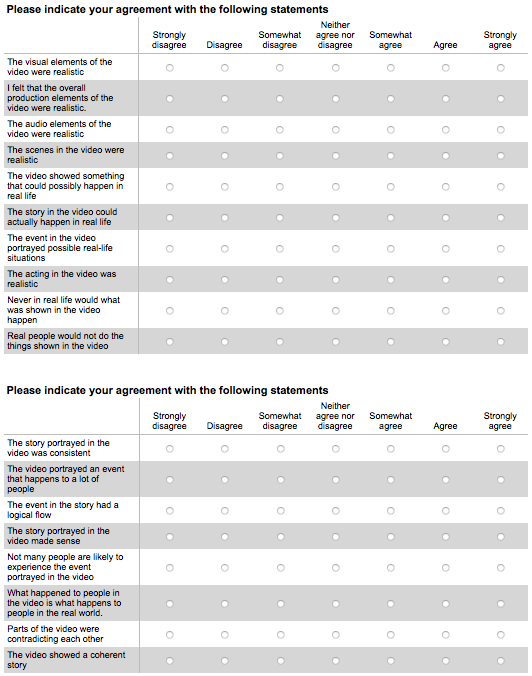 Please indicate your agreement with the following statements
Strongly disagree Disagree Somewhat disagree Neither agree nor disagree Somewhat agree Agree Strongly agree
The visual elements of the
video were realistic
I felt that the overall
production elements of the
video were realistic.
The audio elements of the
video were realistic
The scenes in the video were
realistic
The video showed something
that could possibly happen in
real life
The story in the video could
actually happen in real life
The event in the video
portrayed possible real-life
situations
The acting in the video was
realistic
Never in real life would what
was shown in the video
happen
Real people would not do the
things shown in the video
Please indicate your agreement with the following statements
Strongly disagree Disagree Somewhat disagree Neither agree nor disagree Somewhat agree Agree Strongly agree
The story portrayed in the
video was consistent
The video portrayed an event
that happens to a lot of
people
The event in the story had a
logical flow
The story portrayed in the
video made sense
Not many people are likely to
experience the event
portrayed in the video
What happened to people in
the video is what happens to
people in the real world.
Parts of the video were
contradicting each other
The video showed a coherent
story